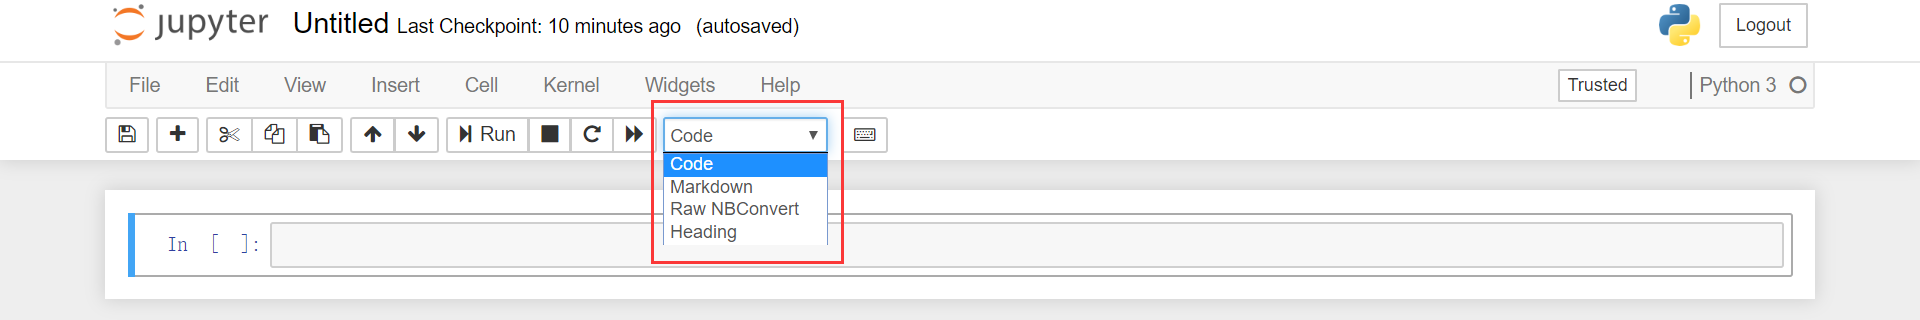 jupyter Untitled Last Checkpoint: 10 minutes ago (autosaved) Logout
File Edit View Insert Cell Kernel Widgets Help Trusted Python 3
Run Code
Code
Markdown
Raw NBConvert
Heading
In [ ]: